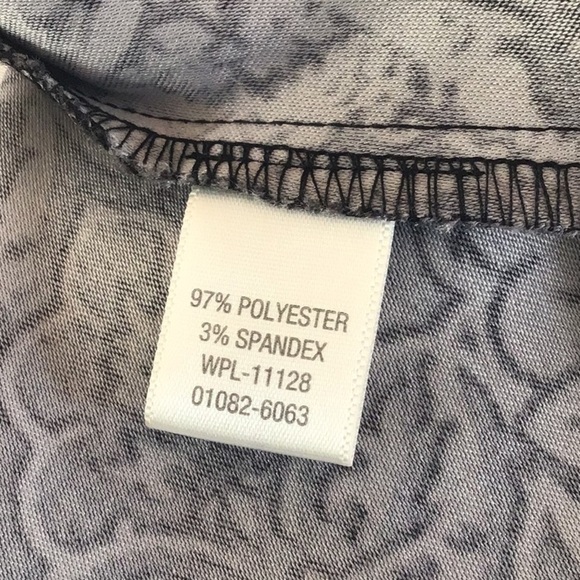 97% POLYESTER
3% SPANDEX
WPL-11128
01082-6063